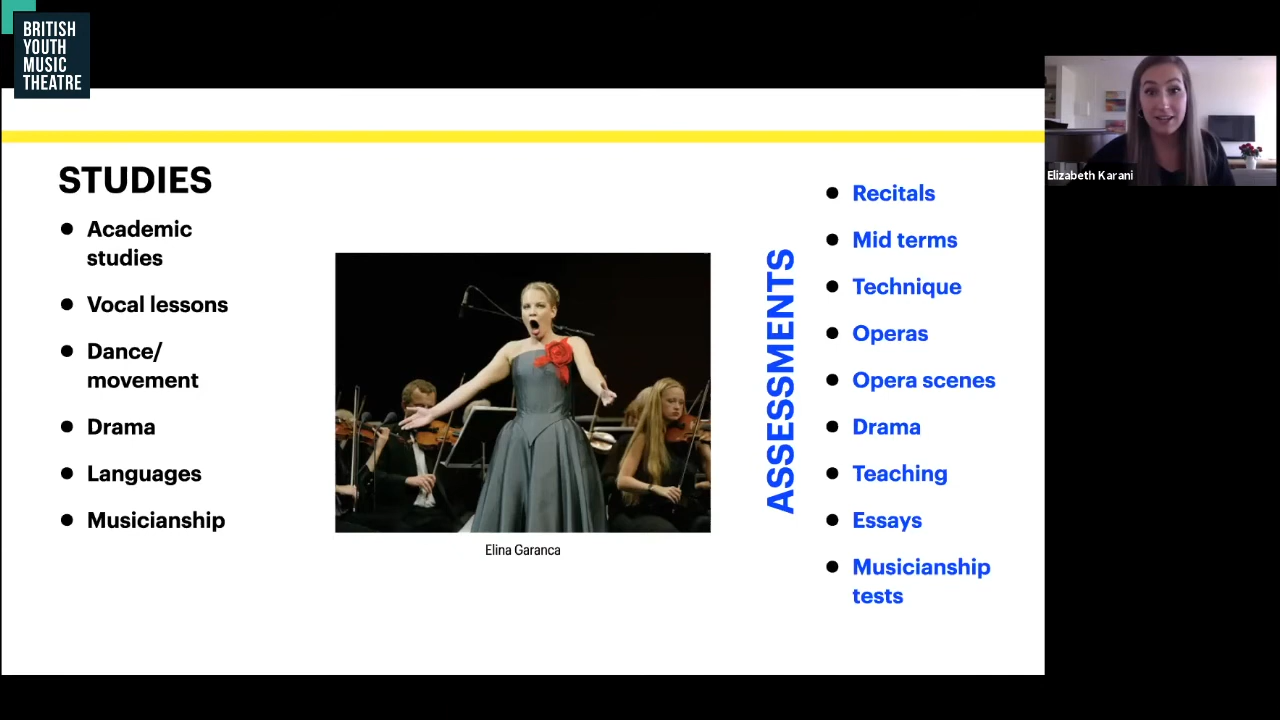 BRITISH
YOUTH
MUSIC
THEATRE
Elizabeth Karani
STUDIES
Academic
studies
Vocal lessons
Dance/
movement
Drama
Languages
Musicianship
Elina Garanca
ASSESSMENTS
Recitals
Mid terms
Technique
Operas
Opera scenes
Drama
Teaching
Essays
Musicianship
tests